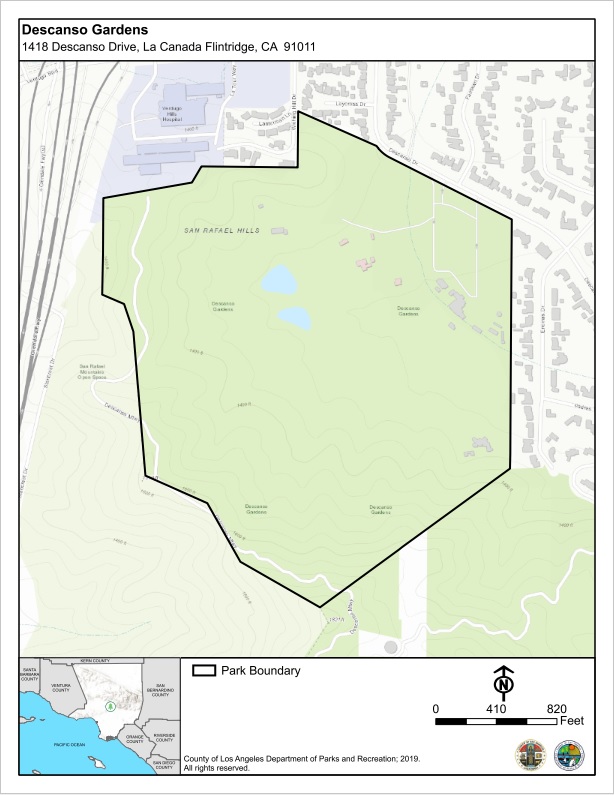 Descanso Gardens
1418 Descanso Drive, La Canada Flintridge, CA 91011
Verdugo
Hills
Hospital
Descanso Dr
SAN RAFAEL HILLS
Descanso
Gardens
Descanso
Gardens
San Rafael
Mountains
Open Space
Descanso Mtwy
Descanso
Gardens
Descanso
Gardens
KERN COUNTY
SANTA
BARBARA
COUNTY
VENTURA
COUNTY
SAN
BERNARDINO
COUNTY
ORANGE
COUNTY
RIVERSIDE
COUNTY
PACIFIC OCEAN
SAN DIEGO
COUNTY
Park Boundary
N
0 410 820
Feet
County of Los Angeles Department of Parks and Recreation; 2019.
All rights reserved.